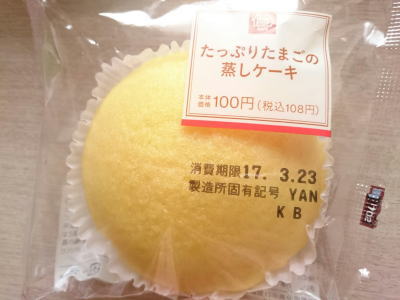 たっぷりたまごの
蒸しケーキ
本体価格 100円(税込108円)
消費期限 17. 3.23
製造所固有記号 YAN
K B